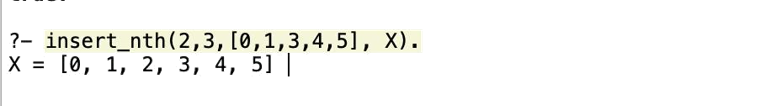 ?- insert_nth(2,3,[0,1,3,4,5], X).
X = [0, 1, 2, 3, 4, 5] |